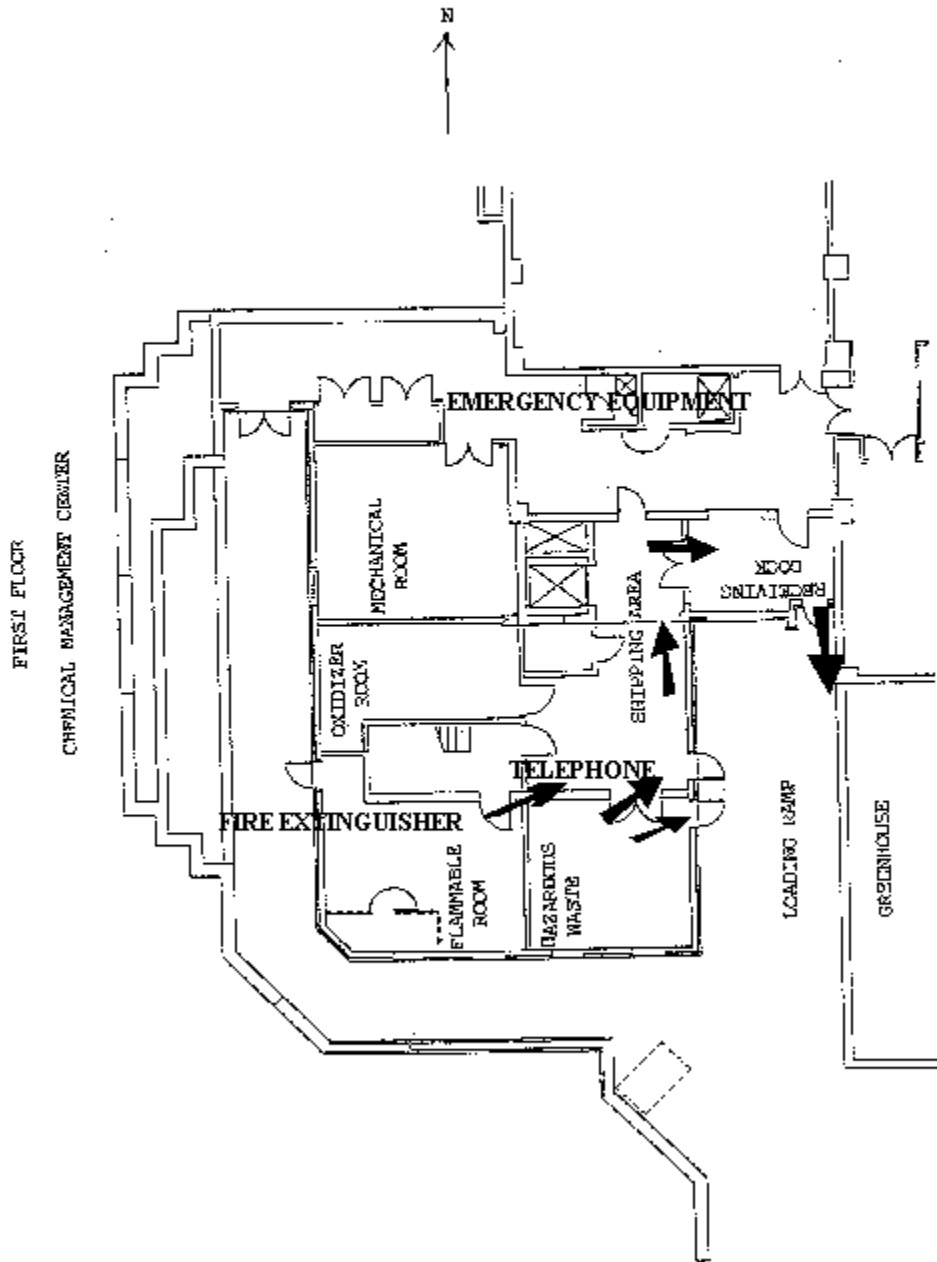 N
FIRST FLOOR
CHEMICAL MANAGEMENT CENTER
EMERGENCY EQUIPMENT
MECHANICAL
ROOM
RECEIVING
DOCK
OXIDIZER
ROOM
SHIPPING AREA
TELEPHONE
FIRE EXTINGUISHER
FLAMMABLE
ROOM
HAZARDOUS
WASTE
LOADING RAMP
GREENHOUSE